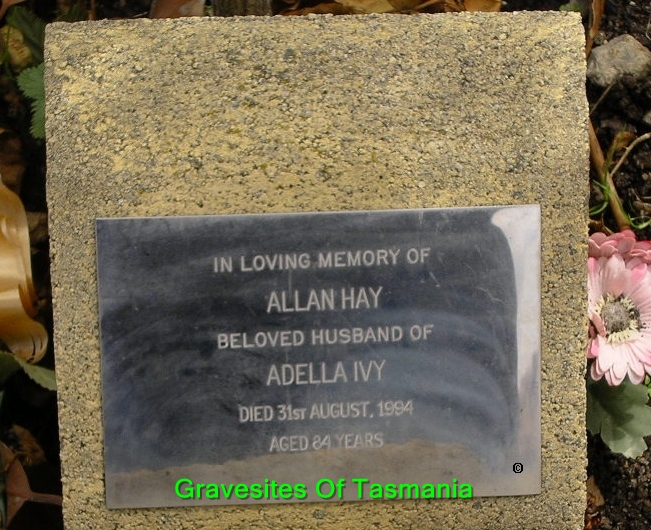 IN LOVING MEMORY OF
ALLAN HAY
BELOVED HUSBAND OF
ADELLA IVY
DIED 31ST AUGUST, 1994
AGED 84 YEARS
©
Gravesites Of Tasmania